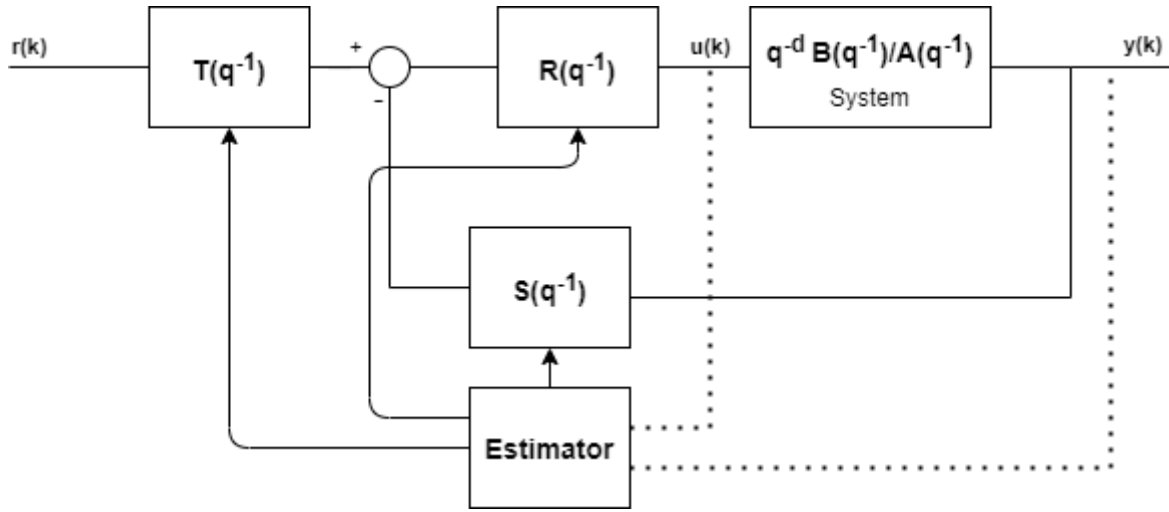 r(k)
T(q⁻¹)
+
-
R(q⁻¹)
u(k)
q⁻ᵈ B(q⁻¹)/A(q⁻¹)
System
y(k)
S(q⁻¹)
Estimator